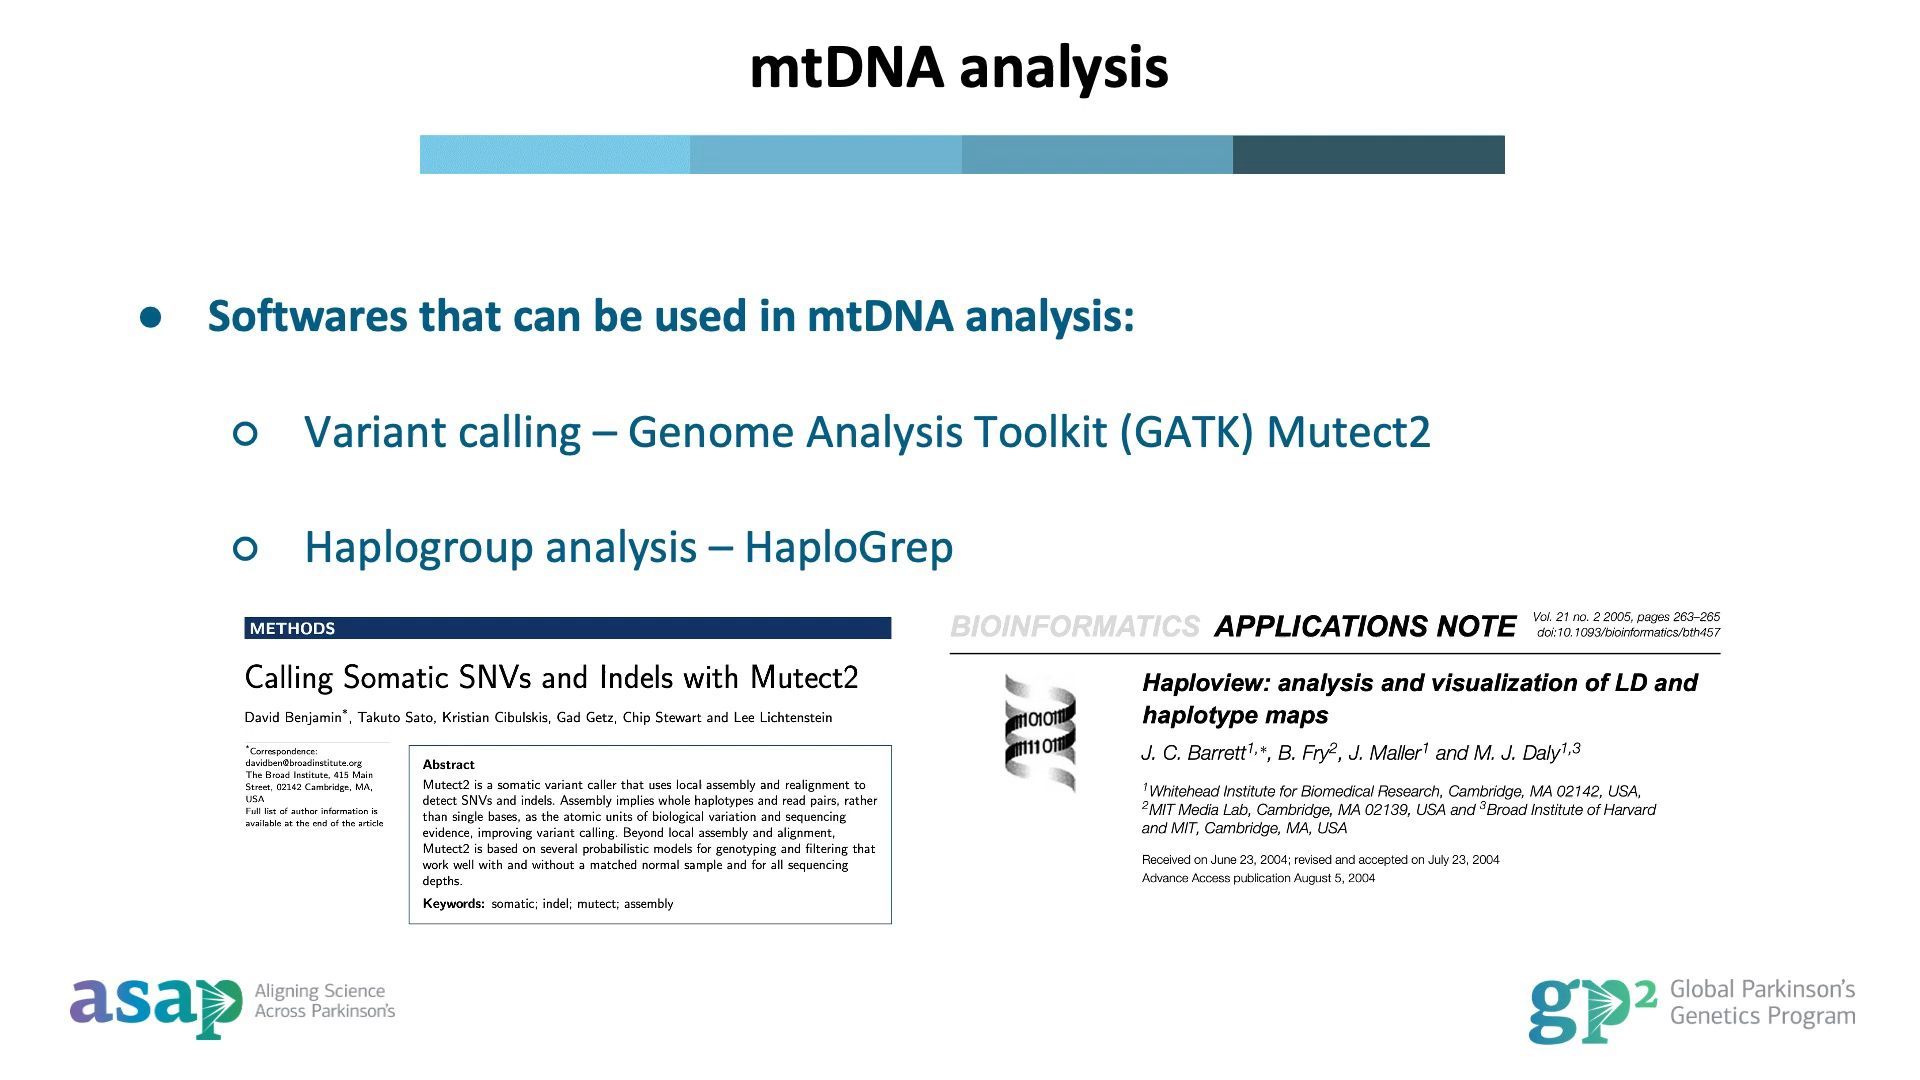 mtDNA analysis
● Softwares that can be used in mtDNA analysis:
○ Variant calling – Genome Analysis Toolkit (GATK) Mutect2
○ Haplogroup analysis – HaploGrep
METHODS
Calling Somatic SNVs and Indels with Mutect2
David Benjamin*, Takuto Sato, Kristian Cibulskis, Gad Getz, Chip Stewart and Lee Lichtenstein
*Correspondence:
davidben@broadinstitute.org
The Broad Institute, 415 Main
Street, 02142 Cambridge, MA,
USA
Full list of author information is
available at the end of the article
Abstract
Mutect2 is a somatic variant caller that uses local assembly and realignment to
detect SNVs and indels. Assembly implies whole haplotypes and read pairs, rather
than single bases, as the atomic units of biological variation and sequencing
evidence, improving variant calling. Beyond local assembly and alignment,
Mutect2 is based on several probabilistic models for genotyping and filtering that
work well with and without a matched normal sample and for all sequencing
depths.
Keywords: somatic; indel; mutect; assembly
BIOINFORMATICS APPLICATIONS NOTE
Vol. 21 no. 2 2005, pages 263–265
doi:10.1093/bioinformatics/bth457
Haploview: analysis and visualization of LD and
haplotype maps
J. C. Barrett1,*, B. Fry2, J. Maller1 and M. J. Daly1,3
1Whitehead Institute for Biomedical Research, Cambridge, MA 02142, USA,
2MIT Media Lab, Cambridge, MA 02139, USA and 3Broad Institute of Harvard
and MIT, Cambridge, MA, USA
Received on June 23, 2004; revised and accepted on July 23, 2004
Advance Access publication August 5, 2004
asap
Aligning Science
Across Parkinson's
gp2
Global Parkinson's
Genetics Program